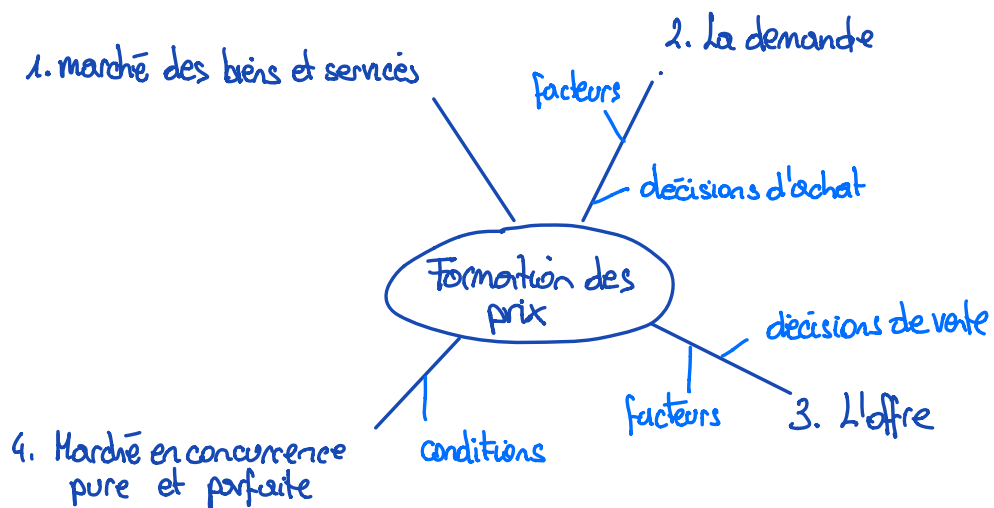 1. marché des biens et services
2. La demande
facteurs
décisions d'achat
Formation des
prix
décisions de vente
facteurs
3. L'offre
4. Marché en concurrence
pure et parfaite
conditions